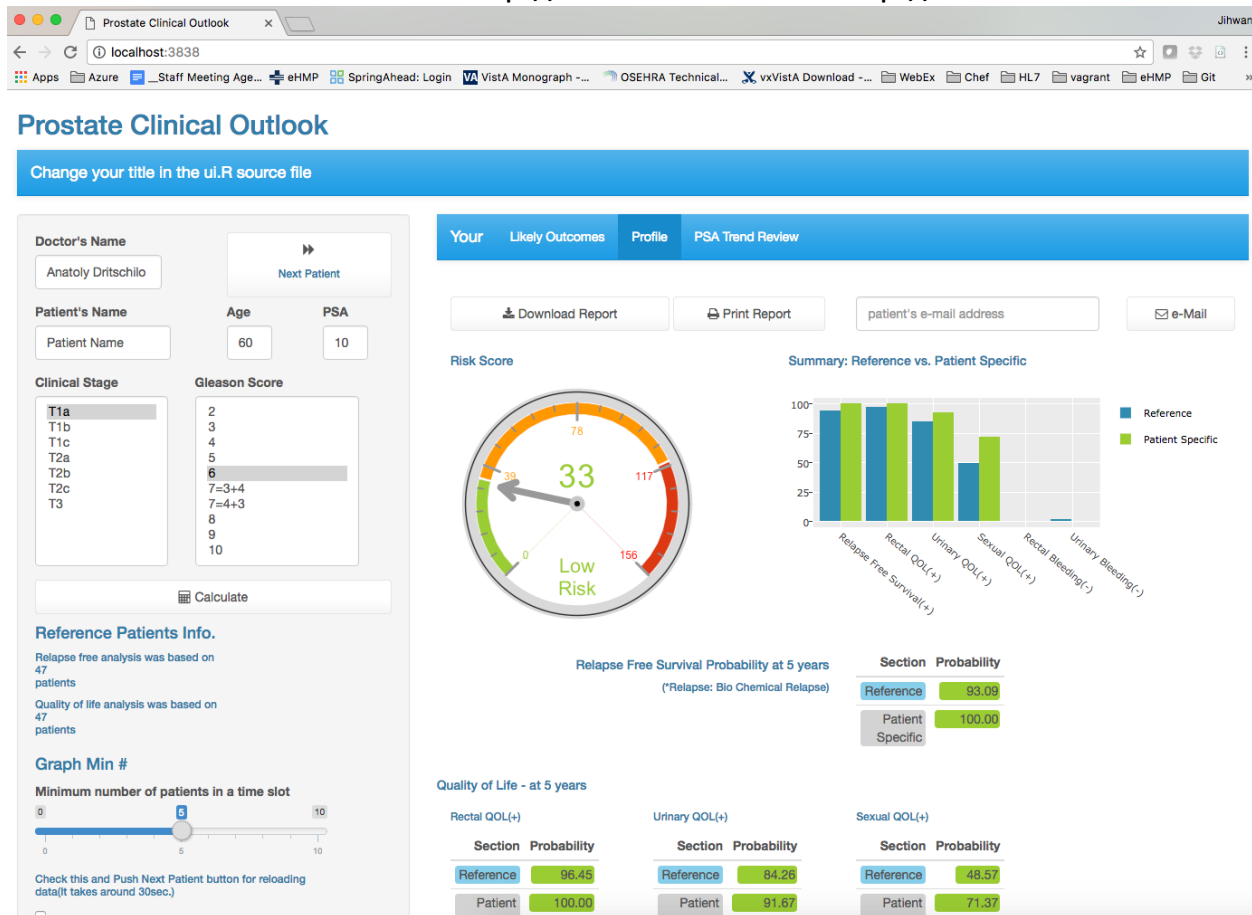 Prostate Clinical Outlook
Jihwan
localhost:3838
Apps Azure __Staff Meeting Age... eHMP SpringAhead: Login VistA Monograph -... OSEHRA Technical... vxVistA Download -... WebEx Chef HL7 vagrant eHMP Git »
Prostate Clinical Outlook
Change your title in the ui.R source file
Doctor's Name
Anatoly Dritschilo
Next Patient
Patient's Name Age PSA
Patient Name 60 10
Clinical Stage
T1a
T1b
T1c
T2a
T2b
T2c
T3
Gleason Score
2
3
4
5
6
7=3+4
7=4+3
8
9
10
Calculate
Reference Patients Info.
Relapse free analysis was based on
47
patients
Quality of life analysis was based on
47
patients
Graph Min #
Minimum number of patients in a time slot
0 5 10
0 5 10
Check this and Push Next Patient button for reloading
data(It takes around 30sec.)
Your Likely Outcomes Profile PSA Trend Review
Download Report Print Report patient's e-mail address e-Mail
Risk Score
78
39 33 117
0 156
Low
Risk
Summary: Reference vs. Patient Specific
100
75
50
25
0
Relapse Free Survival(+)
Rectal QOL(+)
Urinary QOL(+)
Sexual QOL(+)
Rectal Bleeding(-)
Urinary Bleeding(-)
Reference
Patient Specific
Relapse Free Survival Probability at 5 years
(*Relapse: Bio Chemical Relapse)
Section Probability
Reference 93.09
Patient 100.00
Specific
Quality of Life - at 5 years
Rectal QOL(+)
Section Probability
Reference 96.45
Patient 100.00
Urinary QOL(+)
Section Probability
Reference 84.26
Patient 91.67
Sexual QOL(+)
Section Probability
Reference 48.57
Patient 71.37